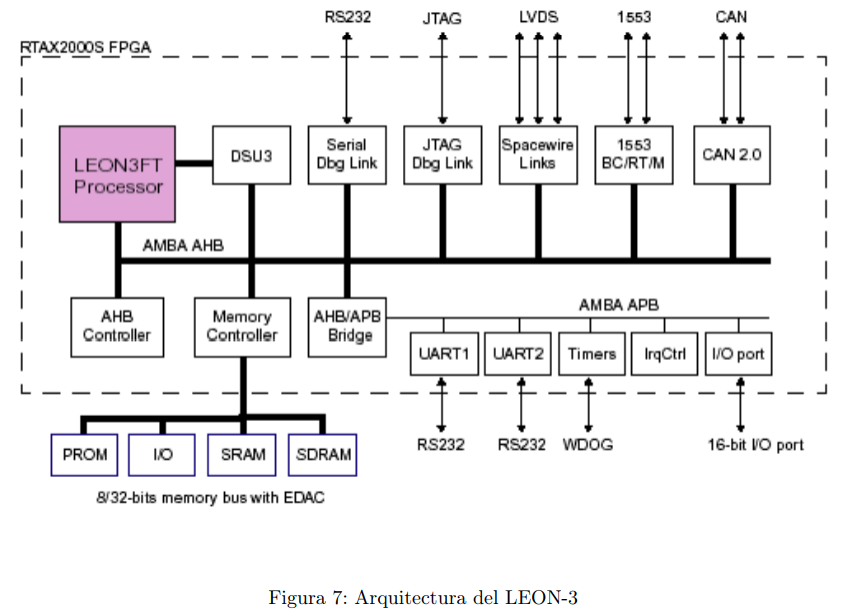 RS232 JTAG LVDS 1553 CAN
RTAX2000S FPGA
LEON3FT
Processor
DSU3
Serial
Dbg Link
JTAG
Dbg Link
Spacewire
Links
1553
BC/RT/M
CAN 2.0
AMBA AHB
AHB
Controller
Memory
Controller
AHB/APB
Bridge
AMBA APB
UART1
UART2
Timers
IrqCtrl
I/O port
PROM
I/O
SRAM
SDRAM
RS232 RS232 WDOG 16-bit I/O port
8/32-bits memory bus with EDAC
Figura 7: Arquitectura del LEON-3